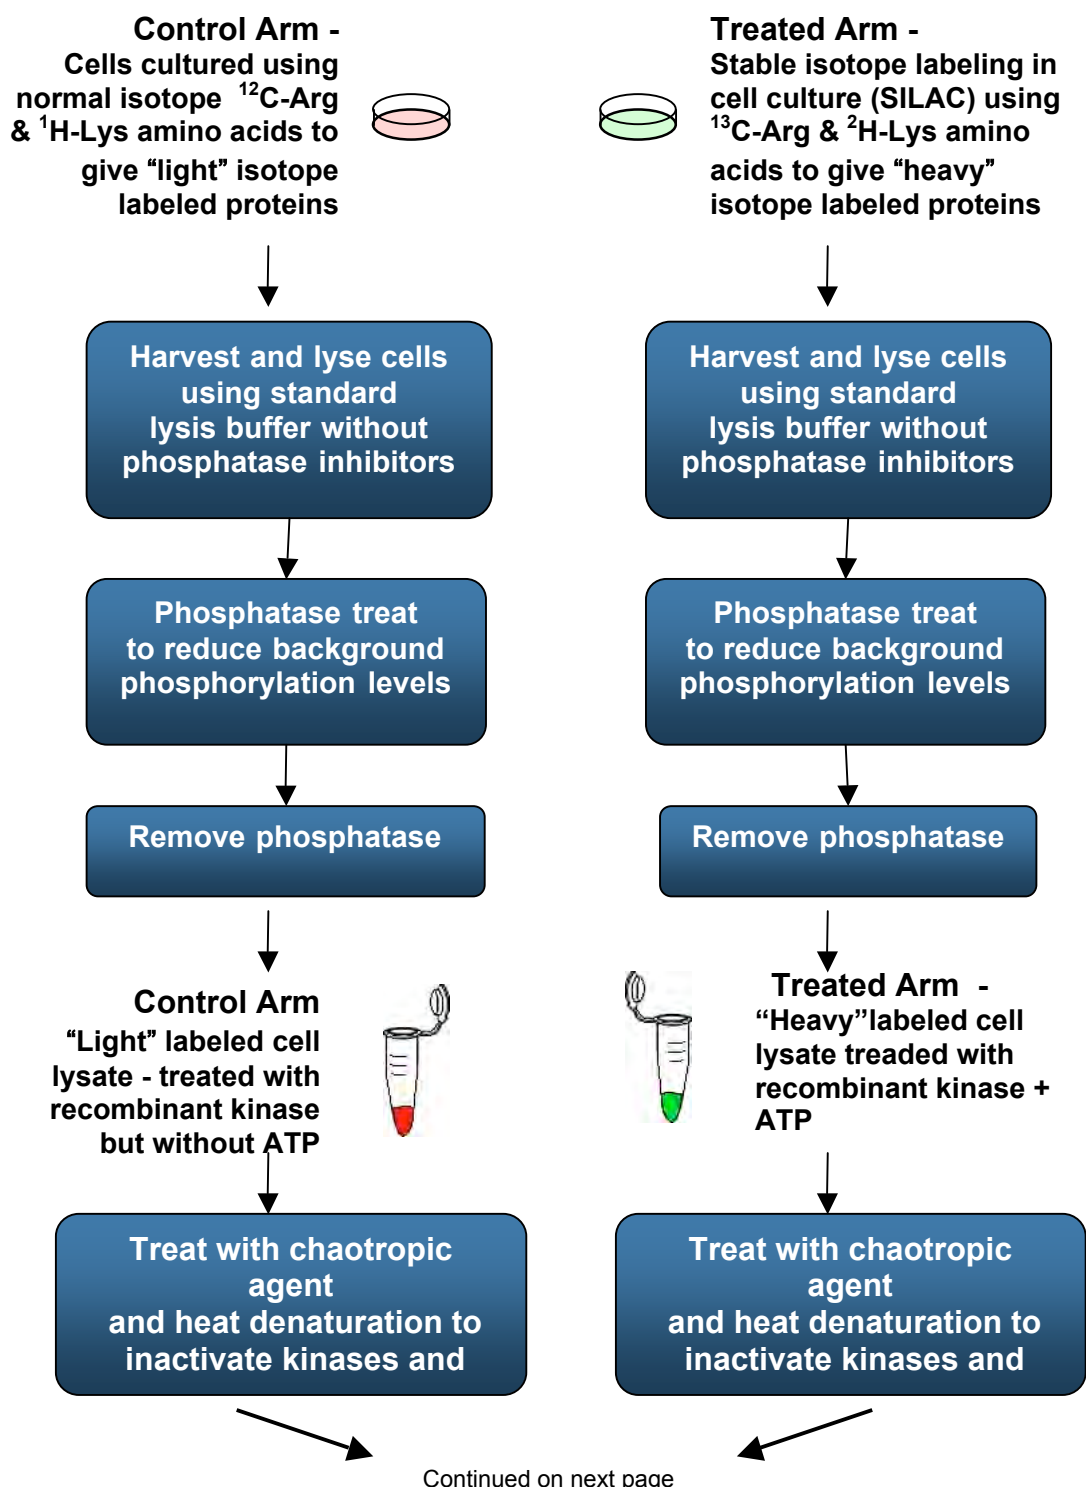 Control Arm -
Cells cultured using
normal isotope ¹²C-Arg
& ¹H-Lys amino acids to
give “light” isotope
labeled proteins
Treated Arm -
Stable isotope labeling in
cell culture (SILAC) using
¹³C-Arg & ²H-Lys amino
acids to give “heavy”
isotope labeled proteins
Harvest and lyse cells
using standard
lysis buffer without
phosphatase inhibitors
Harvest and lyse cells
using standard
lysis buffer without
phosphatase inhibitors
Phosphatase treat
to reduce background
phosphorylation levels
Phosphatase treat
to reduce background
phosphorylation levels
Remove phosphatase
Remove phosphatase
Control Arm
“Light” labeled cell
lysate - treated with
recombinant kinase
but without ATP
Treated Arm -
“Heavy”labeled cell
lysate treaded with
recombinant kinase +
ATP
Treat with chaotropic
agent
and heat denaturation to
inactivate kinases and
Treat with chaotropic
agent
and heat denaturation to
inactivate kinases and
Continued on next page